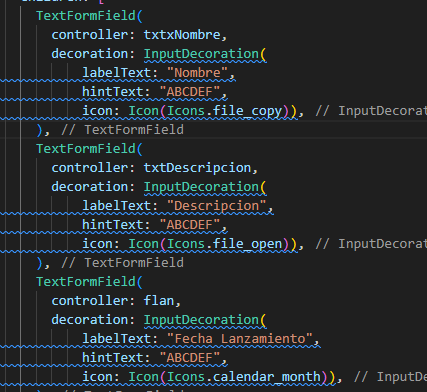 TextFormField(
controller: txtxNombre,
decoration: InputDecoration(
labelText: "Nombre",
hintText: "ABCDEF",
icon: Icon(Icons.file_copy)), // InputDecorat
), // TextFormField
TextFormField(
controller: txtDescripcion,
decoration: InputDecoration(
labelText: "Descripcion",
hintText: "ABCDEF",
icon: Icon(Icons.file_open)), // InputDecorat
), // TextFormField
TextFormField(
controller: flan,
decoration: InputDecoration(
labelText: "Fecha Lanzamiento",
hintText: "ABCDEF",
icon: Icon(Icons.calendar_month)), // InputDe